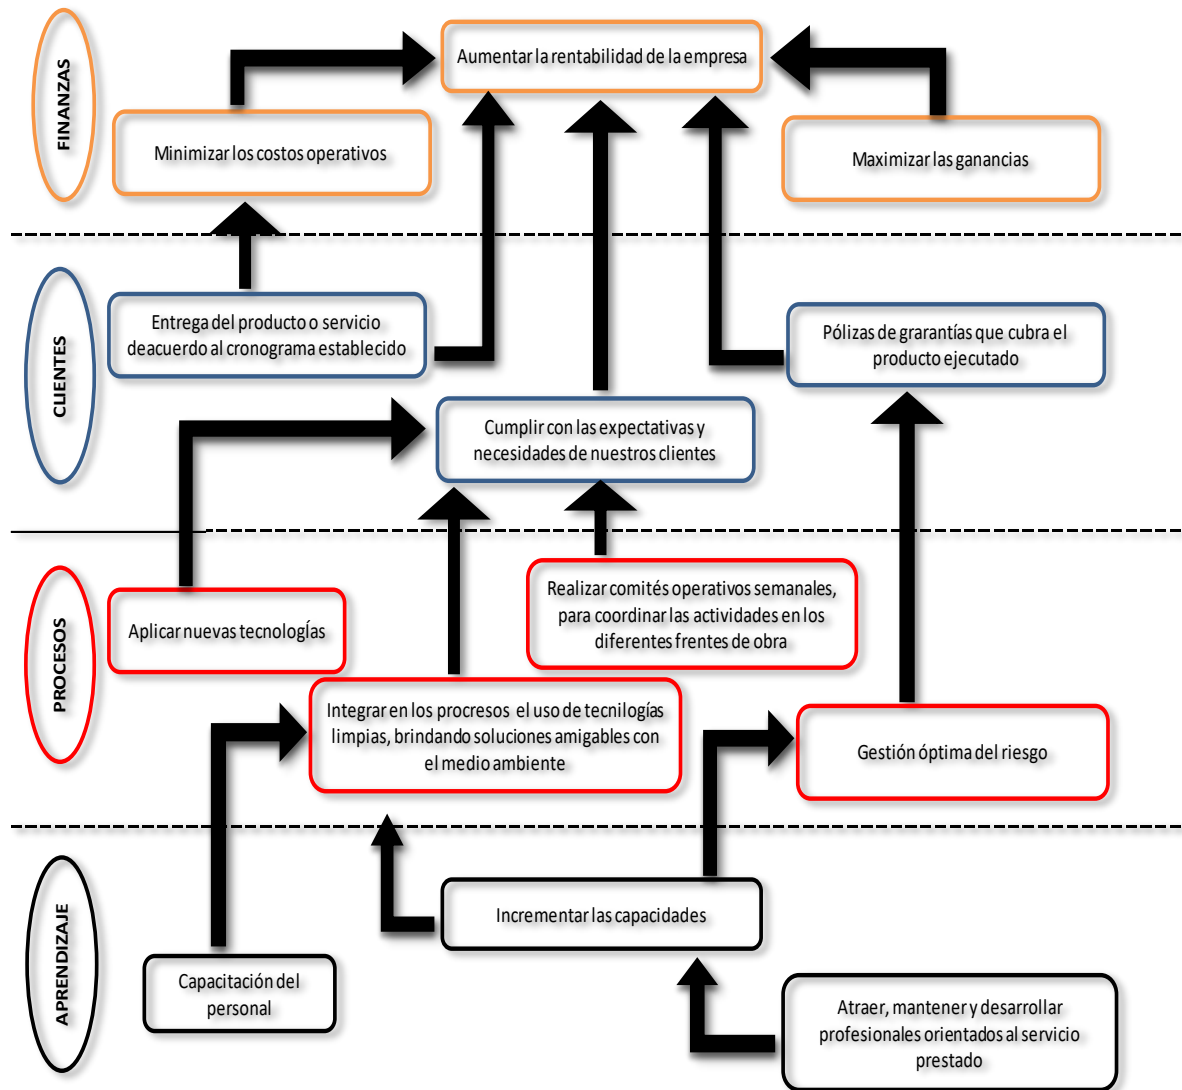 FINANZAS
Aumentar la rentabilidad de la empresa
Minimizar los costos operativos
Maximizar las ganancias
CLIENTES
Entrega del producto o servicio
deacuerdo al cronograma establecido
Pólizas de grarantías que cubra el
producto ejecutado
Cumplir con las expectativas y
necesidades de nuestros clientes
PROCESOS
Aplicar nuevas tecnologías
Realizar comités operativos semanales,
para coordinar las actividades en los
diferentes frentes de obra
Integrar en los procresos el uso de tecnilogías
limpias, brindando soluciones amigables con
el medio ambiente
Gestión óptima del riesgo
APRENDIZAJE
Incrementar las capacidades
Capacitación del
personal
Atraer, mantener y desarrollar
profesionales orientados al servicio
prestado